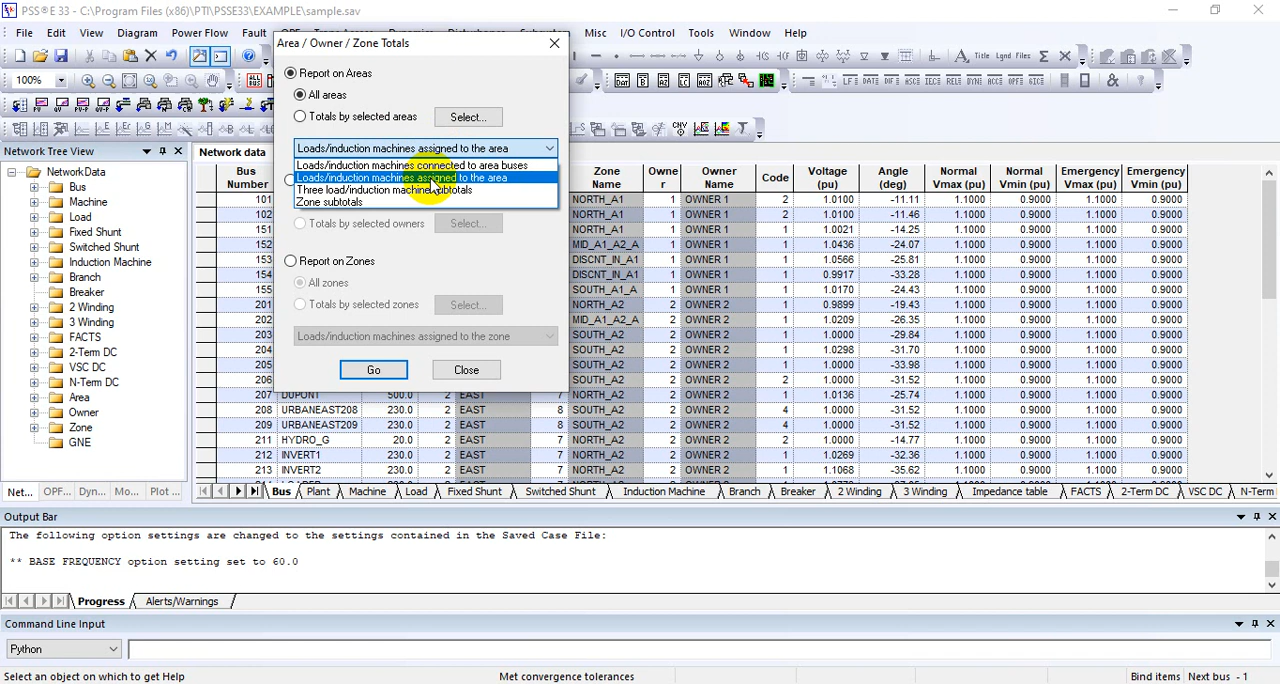 PSS®E 33 - C:\Program Files (x86)\PTI\PSSE33\EXAMPLE\sample.sav
File Edit View Diagram Power Flow Fault Misc I/O Control Tools Window Help
Title Lgnd Files
100%
Network Tree View
Network data
Network Data
Bus
Machine
Load
Fixed Shunt
Switched Shunt
Induction Machine
Branch
Breaker
2 Winding
3 Winding
FACTS
2-Term DC
VSC DC
N-Term DC
Area
Owner
Zone
GNE
Net... OPF... Dyn... Mo... Plot ...
Area / Owner / Zone Totals
Report on Areas
All areas
Totals by selected areas Select...
Loads/induction machines assigned to the area
Loads/induction machines connected to area buses
Loads/induction machines assigned to the area
Three load/induction machine subtotals
Zone subtotals
Totals by selected owners Select...
Report on Zones
All zones
Totals by selected zones Select...
Loads/induction machines assigned to the zone
Go Close
Bus Number Zone Name Owne r Owner Name Code Voltage (pu) Angle (deg) Normal Vmax (pu) Normal Vmin (pu) Emergency Vmax (pu) Emergency Vmin (pu)
101 NORTH_A1 1 OWNER 1 2 1.0100 -11.11 1.1000 0.9000 1.1000 0.9000
102 NORTH_A1 1 OWNER 1 2 1.0100 -11.46 1.1000 0.9000 1.1000 0.9000
151 NORTH_A1 1 OWNER 1 1 1.0021 -14.25 1.1000 0.9000 1.1000 0.9000
152 MID_A1_A2_A 1 OWNER 1 1 1.0436 -24.07 1.1000 0.9000 1.1000 0.9000
153 DISCNT_IN_A1 1 OWNER 1 1 1.0566 -25.81 1.1000 0.9000 1.1000 0.9000
154 DISCNT_IN_A1 1 OWNER 1 1 0.9917 -33.28 1.1000 0.9000 1.1000 0.9000
155 SOUTH_A1_A 1 OWNER 1 1 1.0170 -24.43 1.1000 0.9000 1.1000 0.9000
201 NORTH_A2 2 OWNER 2 1 0.9899 -19.43 1.1000 0.9000 1.1000 0.9000
202 MID_A1_A2_A 2 OWNER 2 1 1.0209 -26.35 1.1000 0.9000 1.1000 0.9000
203 SOUTH_A2 2 OWNER 2 1 1.0000 -29.84 1.1000 0.9000 1.1000 0.9000
204 SOUTH_A2 2 OWNER 2 1 1.0298 -31.70 1.1000 0.9000 1.1000 0.9000
205 SOUTH_A2 2 OWNER 2 1 1.0000 -33.98 1.1000 0.9000 1.1000 0.9000
206 SOUTH_A2 2 OWNER 2 2 1.0000 -31.52 1.1000 0.9000 1.1000 0.9000
207 DUPONT 500.0 2 EAST 7 SOUTH_A2 2 OWNER 2 1 1.0136 -25.74 1.1000 0.9000 1.1000 0.9000
208 URBANEAST208 230.0 2 EAST 8 SOUTH_A2 2 OWNER 2 4 1.0000 -31.52 1.1000 0.9000 1.1000 0.9000
209 URBANEAST209 230.0 2 EAST 8 SOUTH_A2 2 OWNER 2 4 1.0000 -31.52 1.1000 0.9000 1.1000 0.9000
211 HYDRO_G 20.0 2 EAST 7 NORTH_A2 2 OWNER 2 2 1.0000 -14.77 1.1000 0.9000 1.1000 0.9000
212 INVERT1 230.0 2 EAST 7 NORTH_A2 2 OWNER 2 1 1.0269 -32.36 1.1000 0.9000 1.1000 0.9000
213 INVERT2 230.0 2 EAST 7 NORTH_A2 2 OWNER 2 1 1.1068 -35.62 1.1000 0.9000 1.1000 0.9000
Bus Plant Machine Load Fixed Shunt Switched Shunt Induction Machine Branch Breaker 2 Winding 3 Winding Impedance table FACTS 2-Term DC VSC DC N-Term
Output Bar
The following option settings are changed to the settings contained in the Saved Case File:
** BASE FREQUENCY option setting set to 60.0
Progress Alerts/Warnings
Command Line Input
Python
Select an object on which to get Help Met convergence tolerances Bind items Next bus - 1